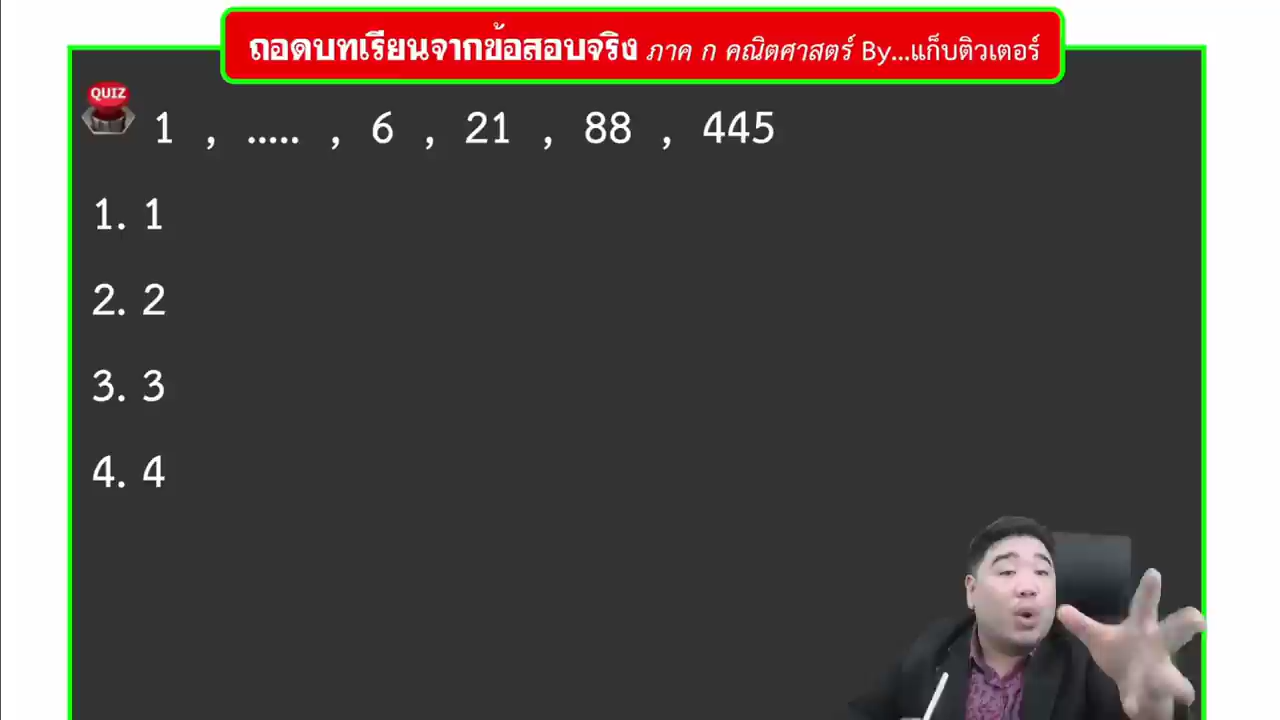 ถอดบทเรียนจากข้อสอบจริง ภาค ก คณิตศาสตร์ By...แก็บติวเตอร์
QUIZ
1 , ..... , 6 , 21 , 88 , 445
1. 1
2. 2
3. 3
4. 4